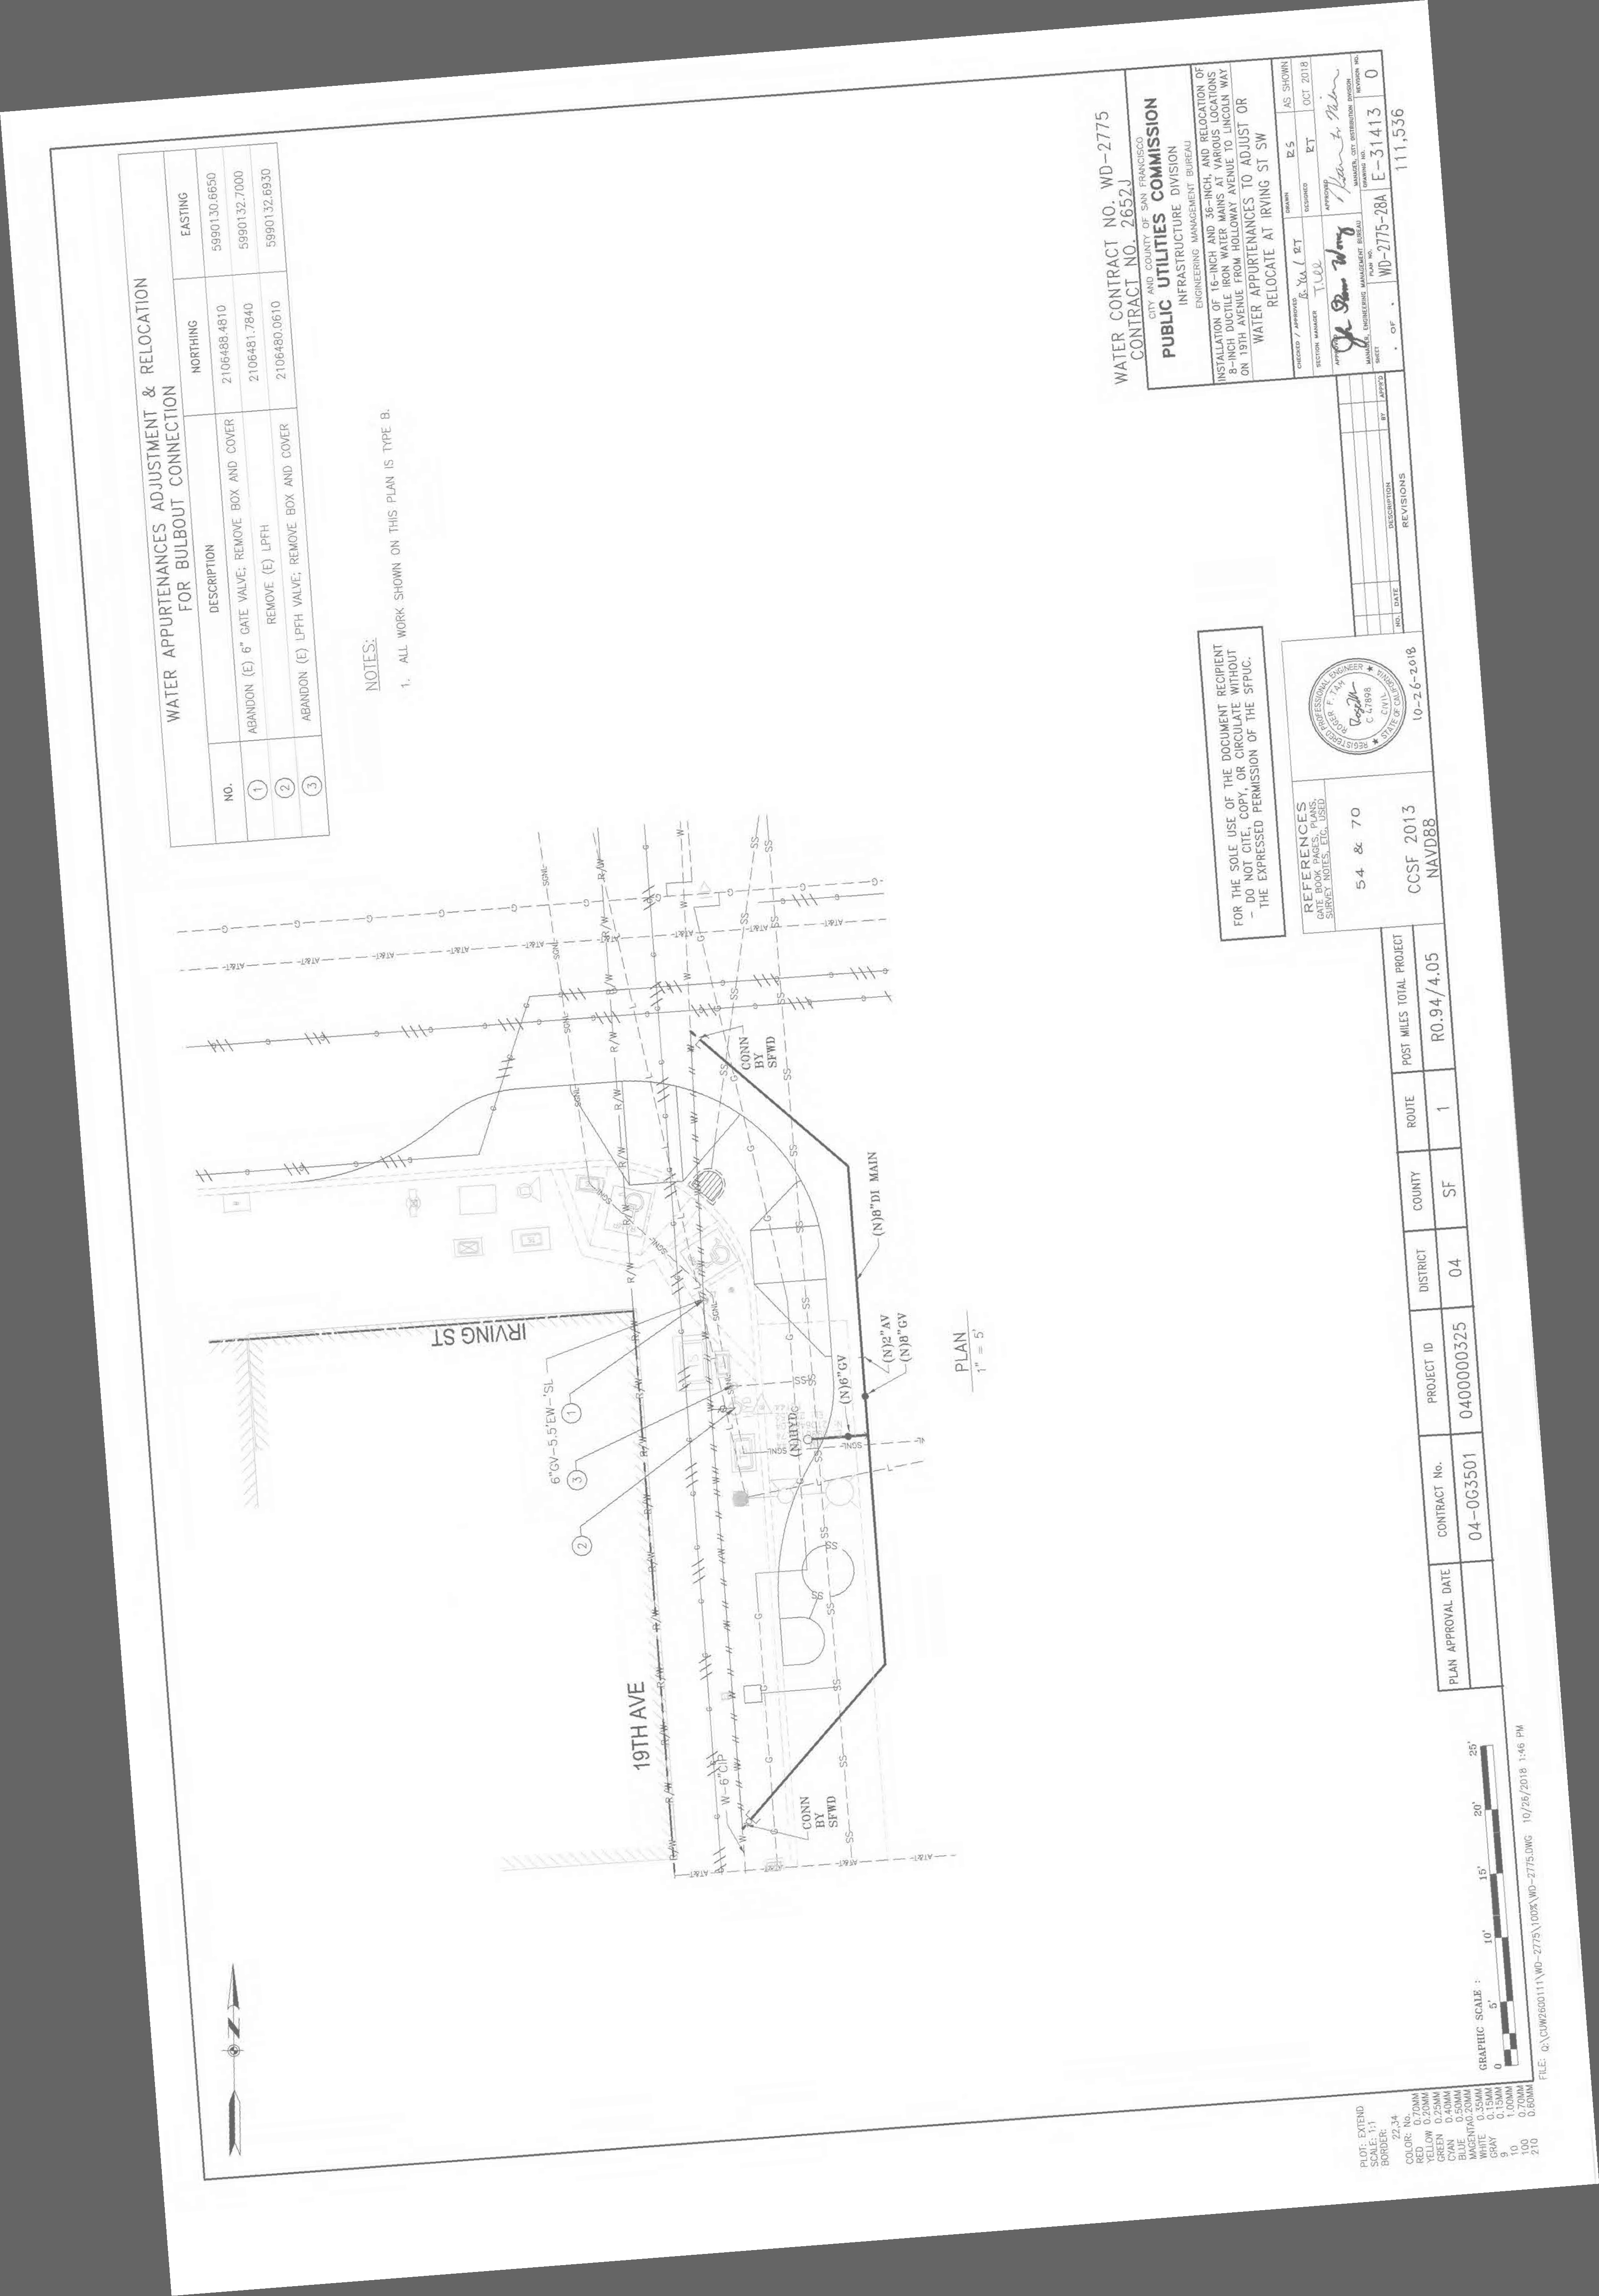 WATER APPURTENANCES ADJUSTMENT & RELOCATION
FOR BULBOUT CONNECTION
NO. DESCRIPTION NORTHING EASTING
1 ABANDON (E) 6" GATE VALVE; REMOVE BOX AND COVER 2106488.4810 5990130.6650
2 REMOVE (E) LPFH 2106481.7840 5990132.7000
3 ABANDON (E) LPFH VALVE; REMOVE BOX AND COVER 2106480.0610 5990132.6930
NOTES:
1. ALL WORK SHOWN ON THIS PLAN IS TYPE B.
Z
IRVING ST
19TH AVE
6"GV-5.5'EW-'SL
1
3
2
W-6"CIP
CONN
BY
SFWD
CONN
BY
SFWD
(N)HYD
(N)6"GV
(N)2"AV
(N)8"GV
(N)8"DI MAIN
PLAN
1" = 5'
FOR THE SOLE USE OF THE DOCUMENT RECIPIENT
- DO NOT CITE, COPY, OR CIRCULATE WITHOUT
THE EXPRESSED PERMISSION OF THE SFPUC.
WATER CONTRACT NO. WD-2775
CONTRACT NO. 2652J
CITY AND COUNTY OF SAN FRANCISCO
PUBLIC UTILITIES COMMISSION
INFRASTRUCTURE DIVISION
ENGINEERING MANAGEMENT BUREAU
INSTALLATION OF 16-INCH AND 36-INCH, AND RELOCATION OF
8-INCH DUCTILE IRON WATER MAINS AT VARIOUS LOCATIONS
ON 19TH AVENUE FROM HOLLOWAY AVENUE TO LINCOLN WAY
WATER APPURTENANCES TO ADJUST OR
RELOCATE AT IRVING ST SW
CHECKED / APPROVED DRAWN RS AS SHOWN
SECTION MANAGER DESIGNED RT OCT 2018
APPROVED APPROVED
MANAGER, ENGINEERING MANAGEMENT BUREAU MANAGER, CITY DISTRIBUTION DIVISION
SHEET PLAN NO. DRAWING NO. REVISION NO.
. OF . WD-2775-28A E-31413 0
111,536
NO. DATE DESCRIPTION BY APPR'D
REVISIONS
REFERENCES
GATE BOOK PAGES, PLANS,
SURVEY NOTES, ETC. USED
54 & 70
CCSF 2013
NAVD88
REGISTERED PROFESSIONAL ENGINEER
ROGER F. TAM
C 47898
CIVIL
STATE OF CALIFORNIA
10-26-2018
PLAN APPROVAL DATE CONTRACT No. PROJECT ID DISTRICT COUNTY ROUTE POST MILES TOTAL PROJECT
04-0G3501 0400000325 04 SF 1 R0.94/4.05
GRAPHIC SCALE :
0 5' 10' 15' 20' 25'
FILE: Q:\CUW2600111\WD-2775\100%\WD-2775.DWG 10/26/2018 1:46 PM
PLOT: EXTEND
SCALE: 1:1
BORDER:
22,34
COLOR: No.
RED 0.70MM
YELLOW 0.20MM
GREEN 0.25MM
CYAN 0.40MM
BLUE 0.50MM
MAGENTA0.20MM
WHITE 0.35MM
GRAY 0.15MM
9 0.15MM
10 1.00MM
100 0.70MM
210 0.60MM